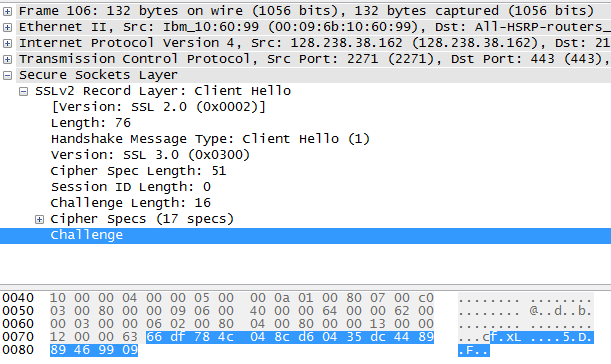 Frame 106: 132 bytes on wire (1056 bits), 132 bytes captured (1056 bits)
Ethernet II, Src: Ibm_10:60:99 (00:09:6b:10:60:99), Dst: All-HSRP-routers_
Internet Protocol Version 4, Src: 128.238.38.162 (128.238.38.162), Dst: 21
Transmission Control Protocol, Src Port: 2271 (2271), Dst Port: 443 (443),
Secure Sockets Layer
SSLv2 Record Layer: Client Hello
[Version: SSL 2.0 (0x0002)]
Length: 76
Handshake Message Type: Client Hello (1)
Version: SSL 3.0 (0x0300)
Cipher Spec Length: 51
Session ID Length: 0
Challenge Length: 16
Cipher Specs (17 specs)
Challenge
0040 10 00 00 04 00 00 05 00 00 0a 01 00 80 07 00 c0 ........ ........
0050 03 00 80 00 00 09 06 00 40 00 00 64 00 00 62 00 ........ @..d..b.
0060 00 03 00 00 06 02 00 80 04 00 80 00 00 13 00 00 ........ ........
0070 12 00 00 63 66 df 78 4c 04 8c d6 04 35 dc 44 89 ...cf.xL ....5.D.
0080 89 46 99 09 .F..